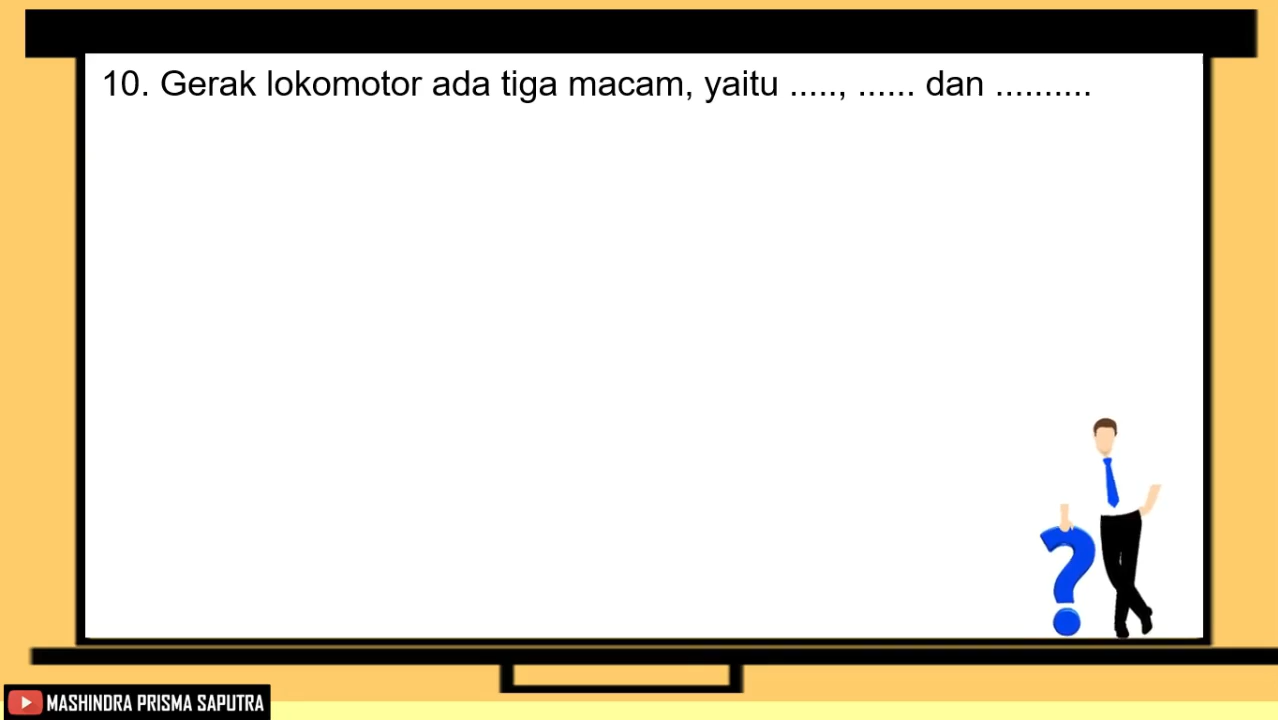 10. Gerak lokomotor ada tiga macam, yaitu ....., ...... dan ..........
MASHINDRA PRISMA SAPUTRA